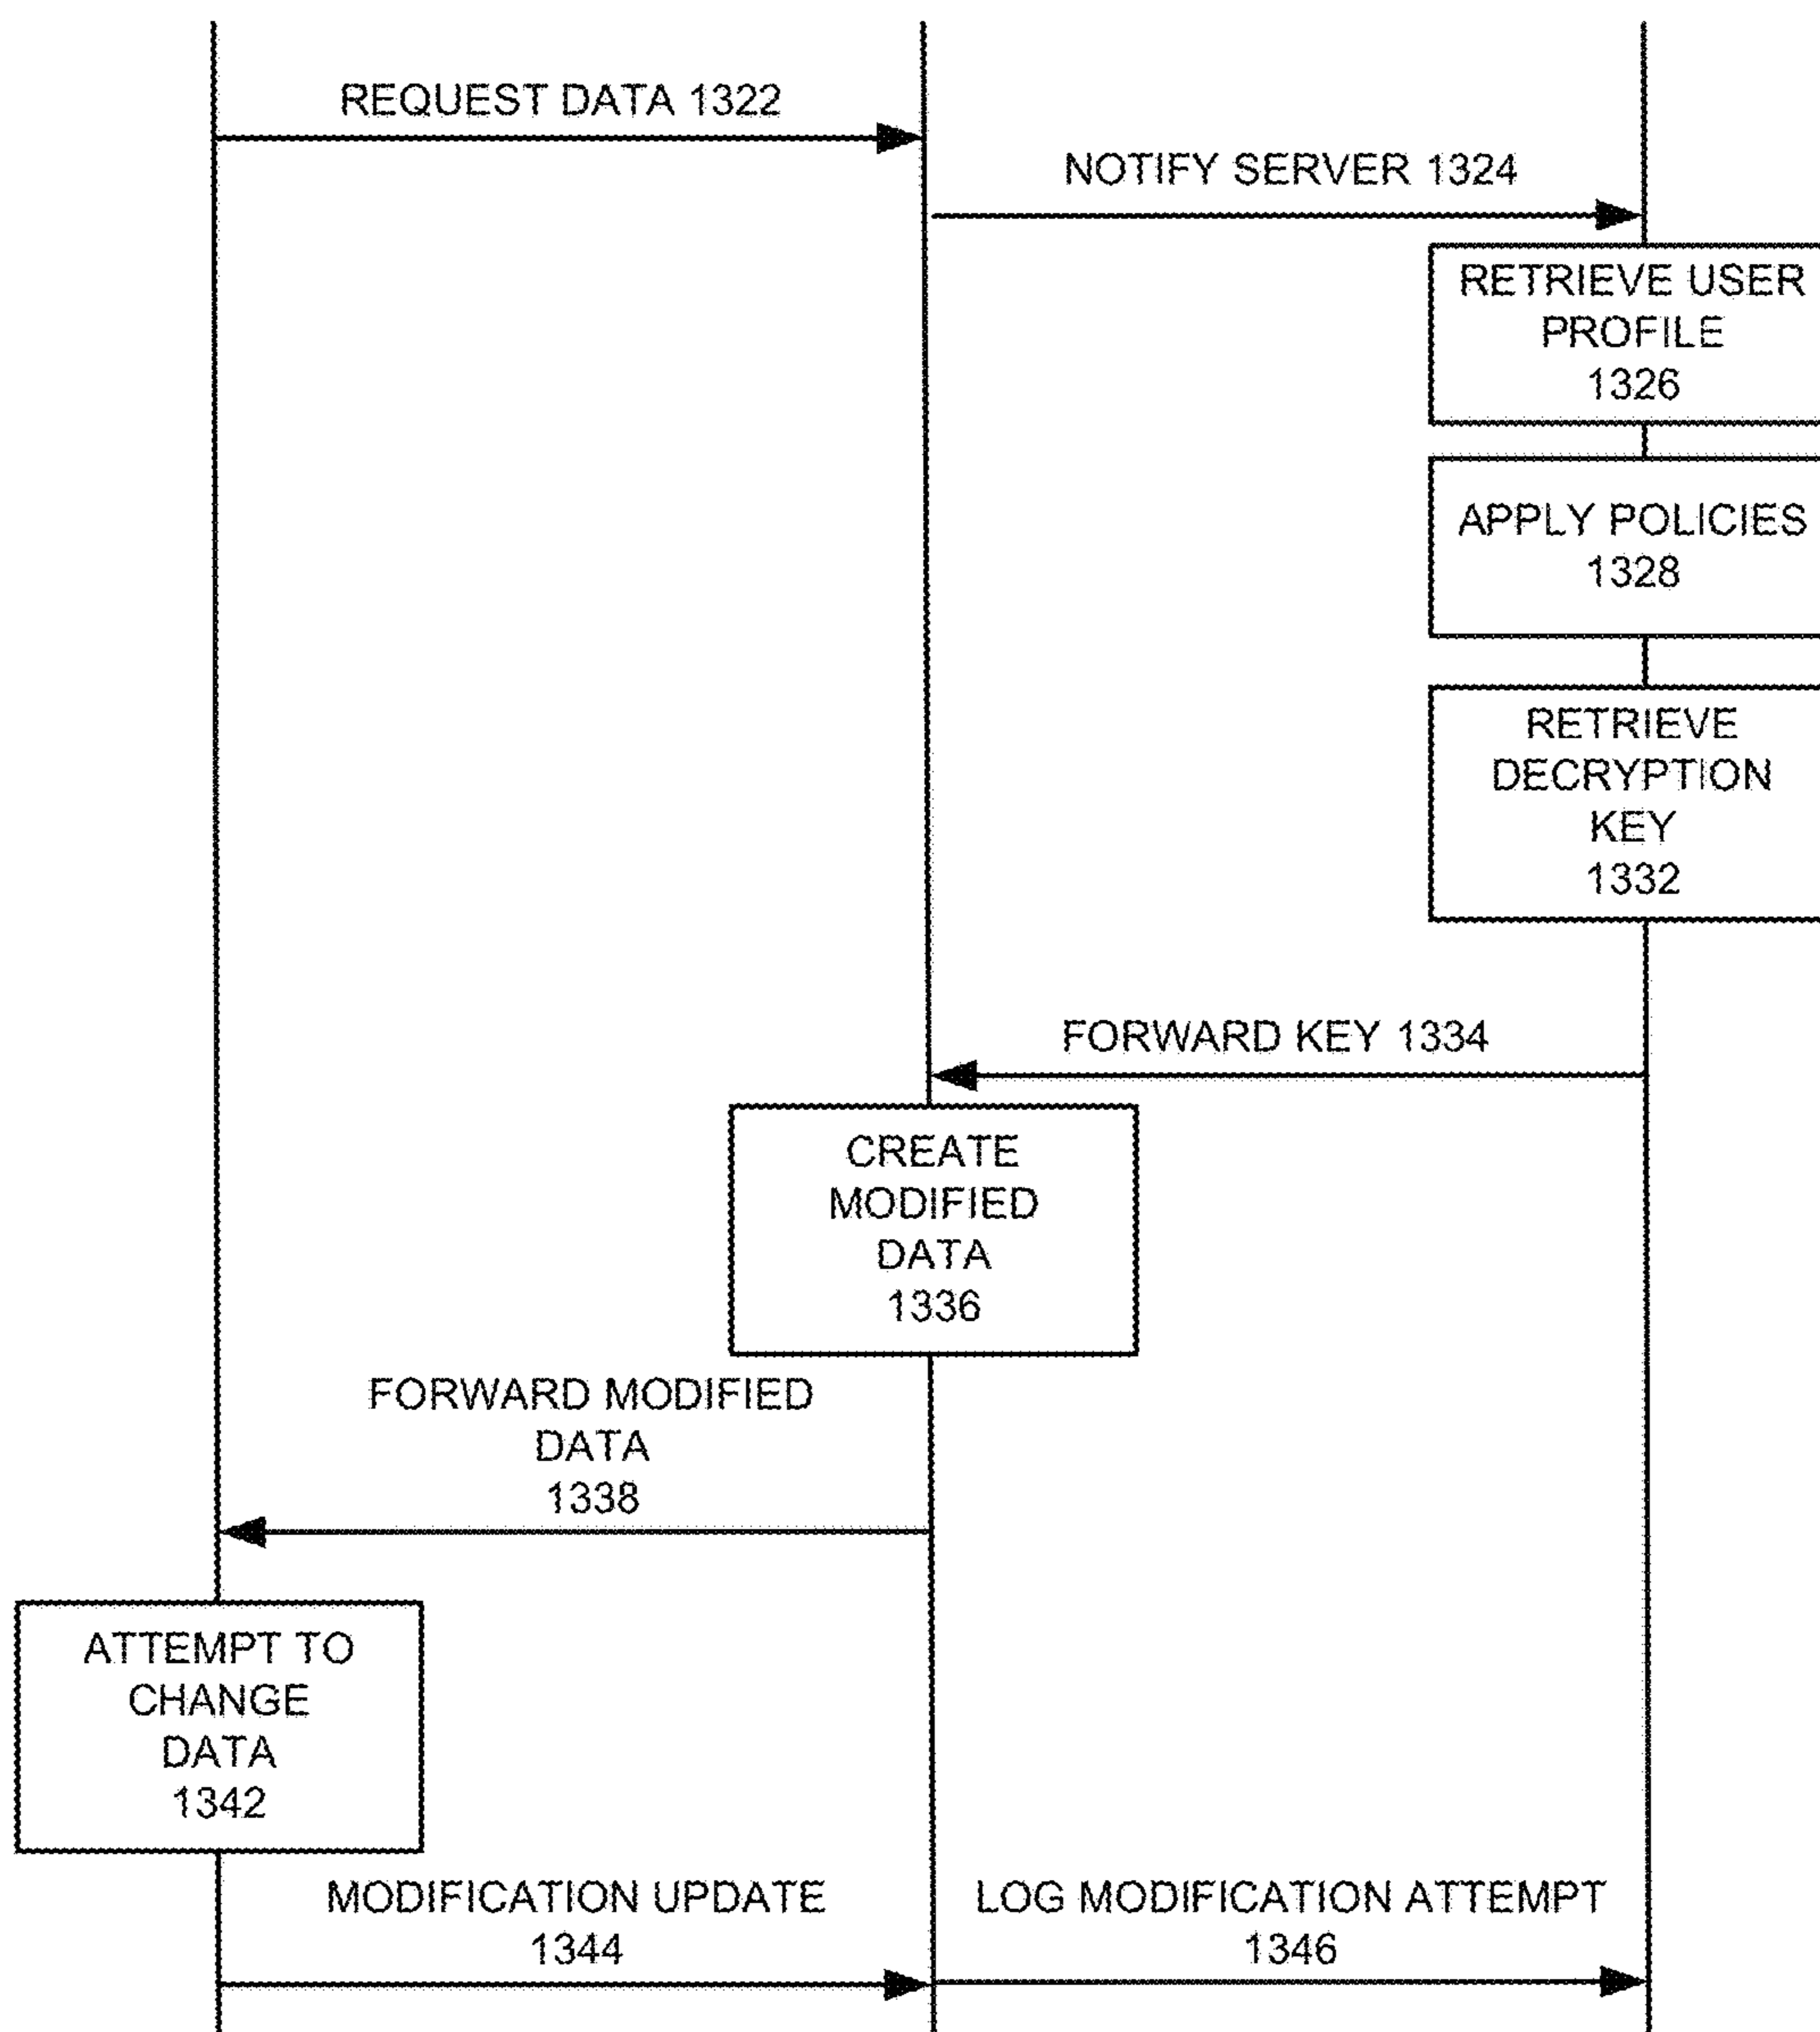 REQUEST DATA 1322
NOTIFY SERVER 1324
RETRIEVE USER
PROFILE
1326
APPLY POLICIES
1328
RETRIEVE
DECRYPTION
KEY
1332
FORWARD KEY 1334
CREATE
MODIFIED
DATA
1336
FORWARD MODIFIED
DATA
1338
ATTEMPT TO
CHANGE
DATA
1342
MODIFICATION UPDATE
1344
LOG MODIFICATION ATTEMPT
1346